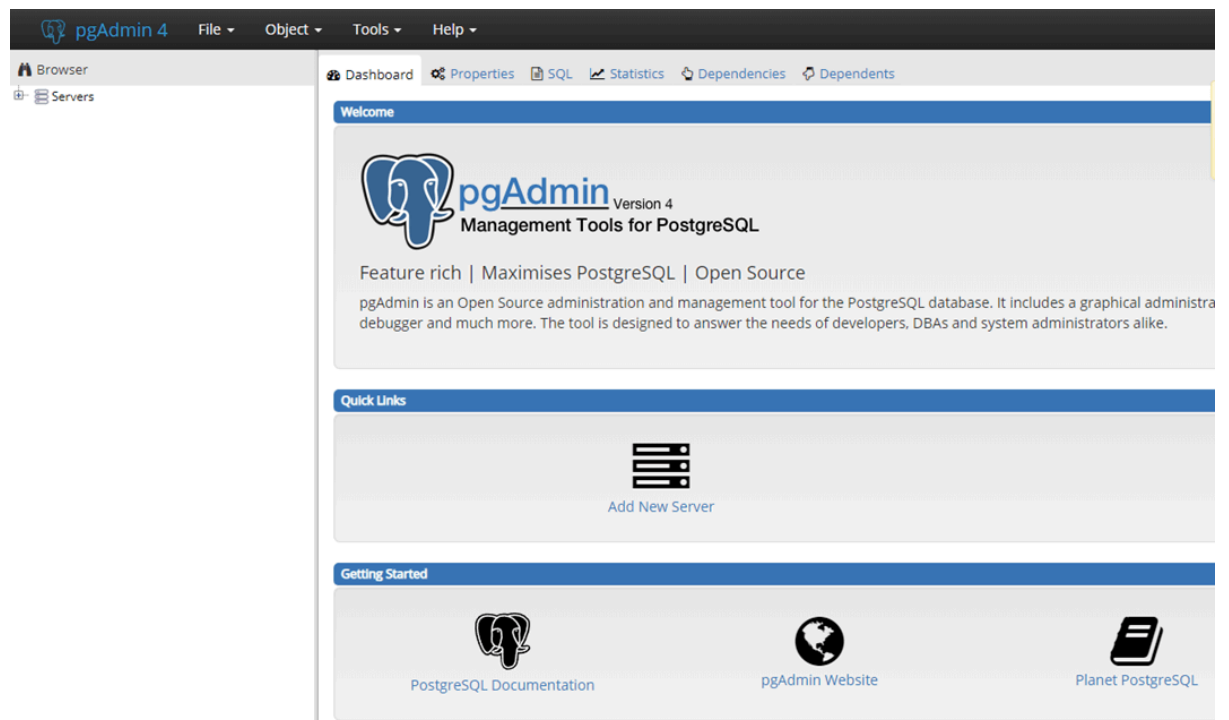 pgAdmin 4 File Object Tools Help
Browser
Servers
Dashboard Properties SQL Statistics Dependencies Dependents
Welcome
pgAdmin Version 4
Management Tools for PostgreSQL
Feature rich | Maximises PostgreSQL | Open Source
pgAdmin is an Open Source administration and management tool for the PostgreSQL database. It includes a graphical administra
debugger and much more. The tool is designed to answer the needs of developers, DBAs and system administrators alike.
Quick Links
Add New Server
Getting Started
PostgreSQL Documentation
pgAdmin Website
Planet PostgreSQL